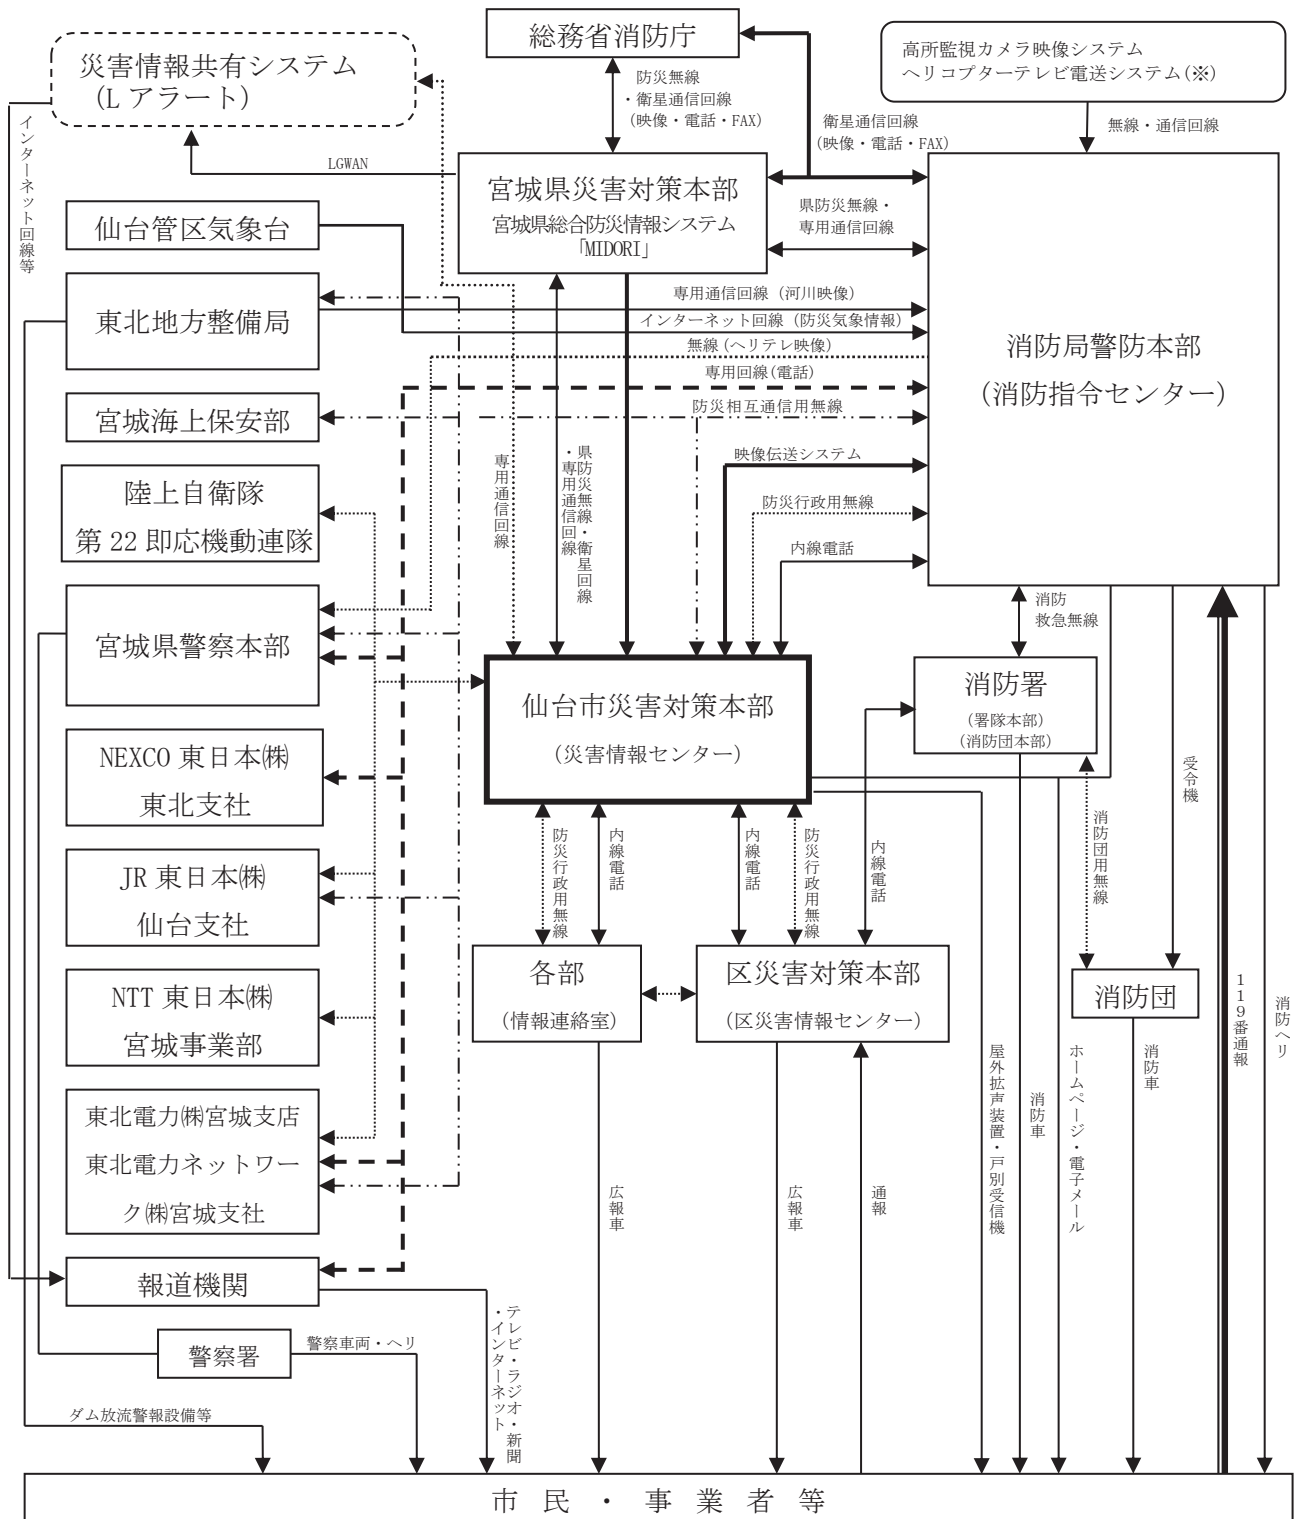 総務省消防庁
高所監視カメラ映像システム
ヘリコプターテレビ電送システム(※)
災害情報共有システム
(L アラート)
防災無線
・衛星通信回線
(映像・電話・FAX)
衛星通信回線
(映像・電話・FAX)
無線・通信回線
インターネット回線等
LGWAN
宮城県災害対策本部
宮城県総合防災情報システム
「MIDORI」
県防災無線・
専用通信回線
仙台管区気象台
東北地方整備局
専用通信回線(河川映像)
インターネット回線(防災気象情報)
無線(ヘリテレ映像)
専用回線(電話)
防災相互通信用無線
消防局警防本部
(消防指令センター)
宮城海上保安部
映像伝送システム
防災行政用無線
内線電話
専用通信回線
県防災無線・衛星回線
・専用通信回線
陸上自衛隊
第 22 即応機動連隊
宮城県警察本部
消防
救急無線
仙台市災害対策本部
(災害情報センター)
消防署
(署隊本部)
(消防団本部)
受令機
NEXCO 東日本㈱
東北支社
防災行政用無線
内線電話
内線電話
防災行政用無線
内線電話
消防団用無線
JR 東日本㈱
仙台支社
各部
(情報連絡室)
区災害対策本部
(区災害情報センター)
消防団
119番通報
消防ヘリ
NTT 東日本㈱
宮城事業部
屋外拡声装置・戸別受信機
消防車
ホームページ・電子メール
消防車
東北電力㈱宮城支店
東北電力ネットワー
ク㈱宮城支社
広報車
広報車
通報
報道機関
テレビ・ラジオ・新聞
・インターネット
警察署
警察車両・ヘリ
ダム放流警報設備等
市 民 ・ 事 業 者 等